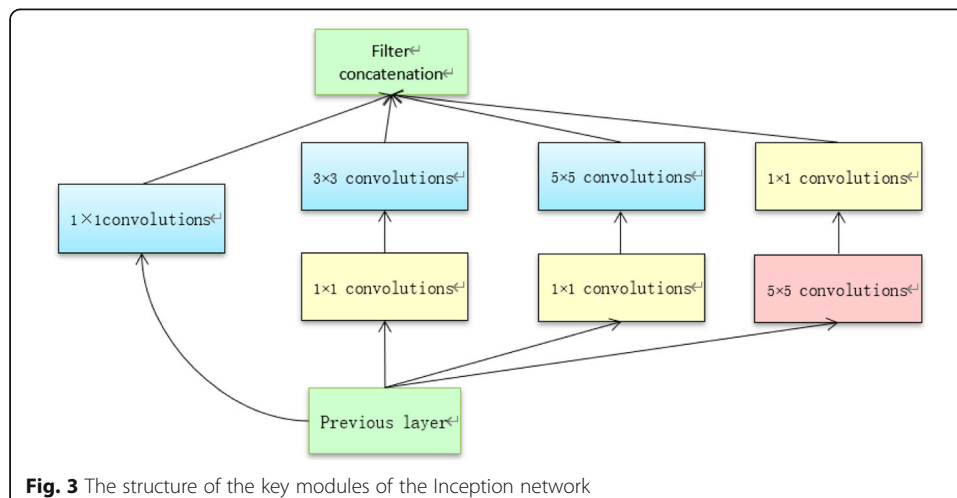 Filter↵
concatenation↵
1×1convolutions↵
3×3 convolutions↵
5×5 convolutions↵
1×1 convolutions↵
1×1 convolutions↵
1×1 convolutions↵
5×5 convolutions↵
Previous layer↵
Fig. 3 The structure of the key modules of the Inception network